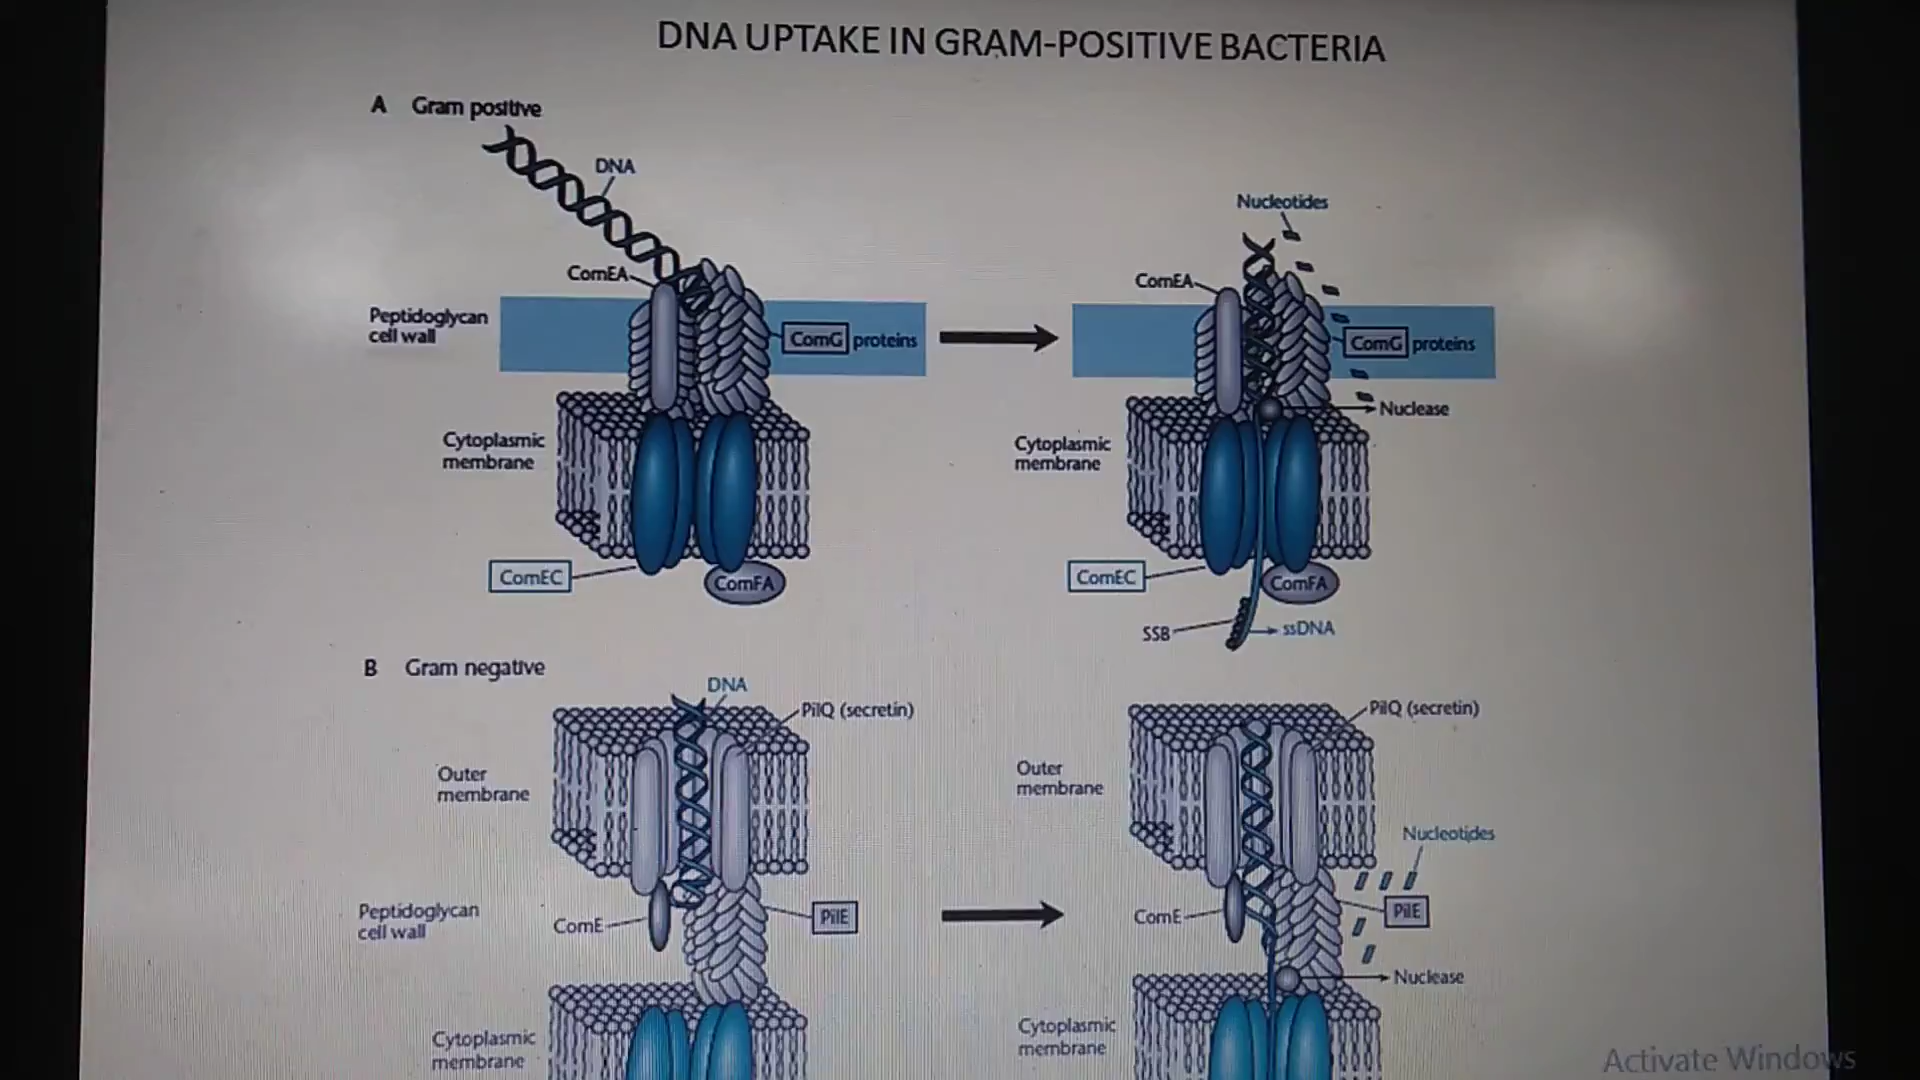 DNA UPTAKE IN GRAM-POSITIVE BACTERIA
A Gram positive
DNA
ComEA
Peptidoglycan
cell wall
ComG proteins
Cytoplasmic
membrane
ComEC
ComFA
Nucleotides
ComEA
ComG proteins
Nuclease
Cytoplasmic
membrane
ComEC
ComFA
SSB
ssDNA
B Gram negative
DNA
PilQ (secretin)
Outer
membrane
Peptidoglycan
cell wall
ComE
PilE
Cytoplasmic
membrane
PilQ (secretin)
Outer
membrane
Nucleotides
ComE
PilE
Nuclease
Cytoplasmic
membrane
Activate Windows